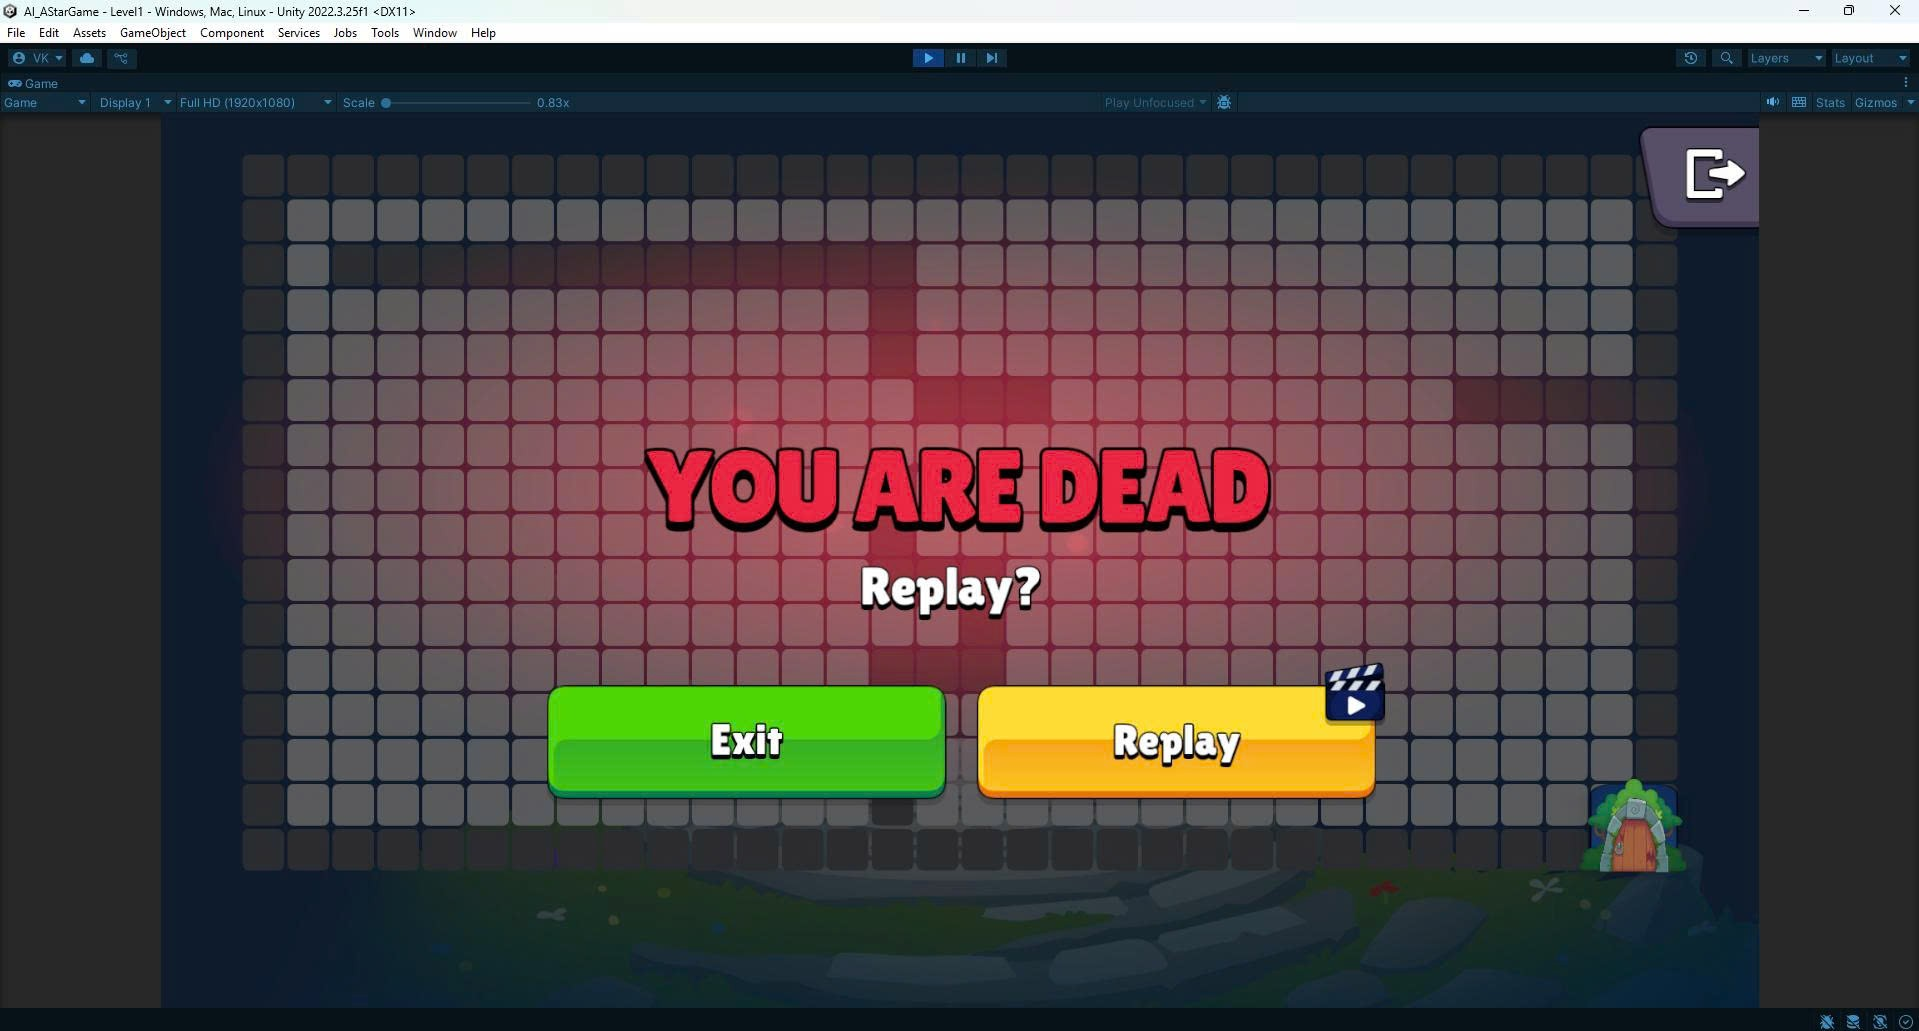 AI_AStarGame - Level1 - Windows, Mac, Linux - Unity 2022.3.25f1 <DX11>
File Edit Assets GameObject Component Services Jobs Tools Window Help
VK Layers Layout
Game
Game Display 1 Full HD (1920x1080) Scale 0.83x Play Unfocused Stats Gizmos
YOU ARE DEAD
Replay?
Exit Replay